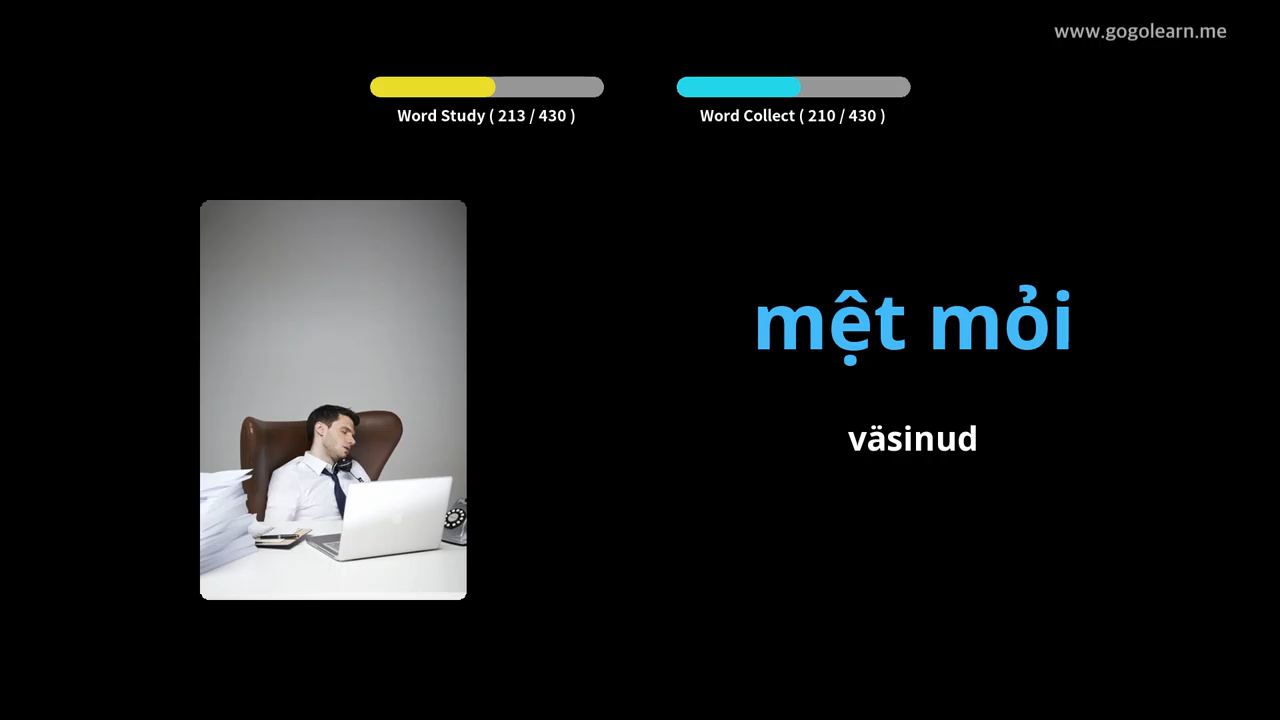 www.gogolearn.me
Word Study ( 213 / 430 )
Word Collect ( 210 / 430 )
mệt mỏi
väsinud